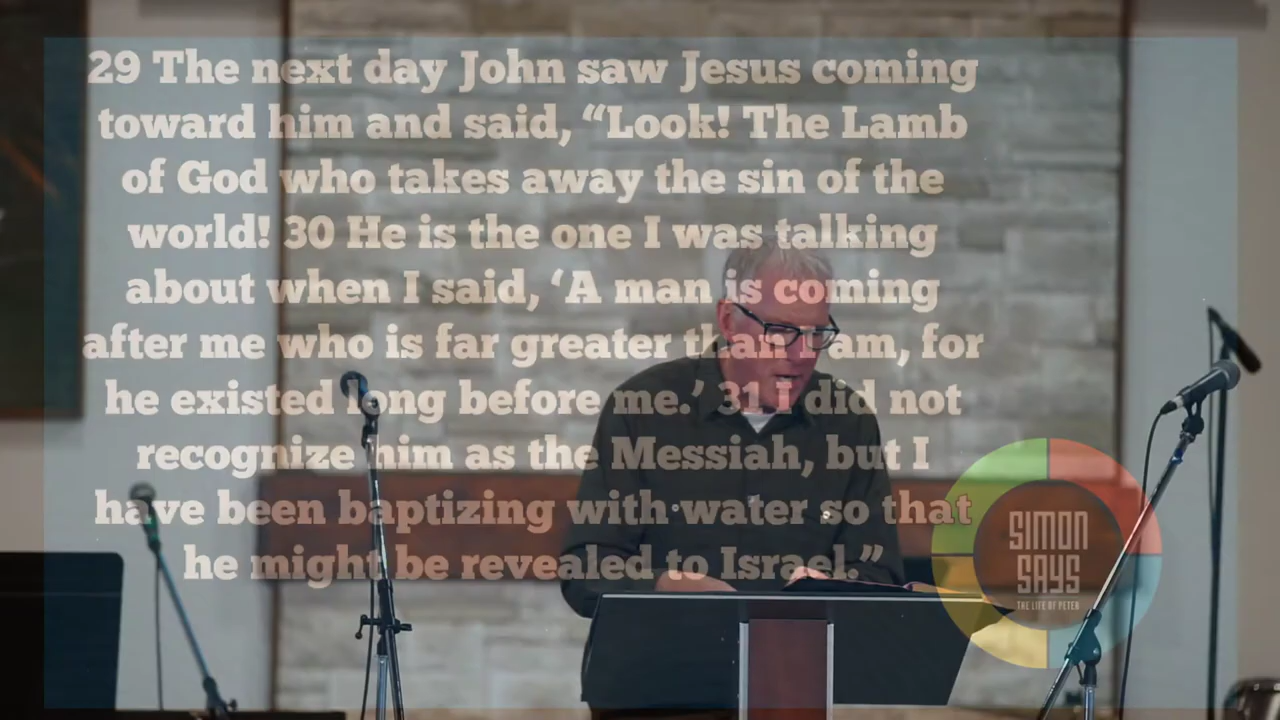 29 The next day John saw Jesus coming
toward him and said, “Look! The Lamb
of God who takes away the sin of the
world! 30 He is the one I was talking
about when I said, ‘A man is coming
after me who is far greater than I am, for
he existed long before me.’ 31 I did not
recognize him as the Messiah, but I
have been baptizing with water so that
he might be revealed to Israel.”
SIMON
SAYS
THE LIFE OF PETER